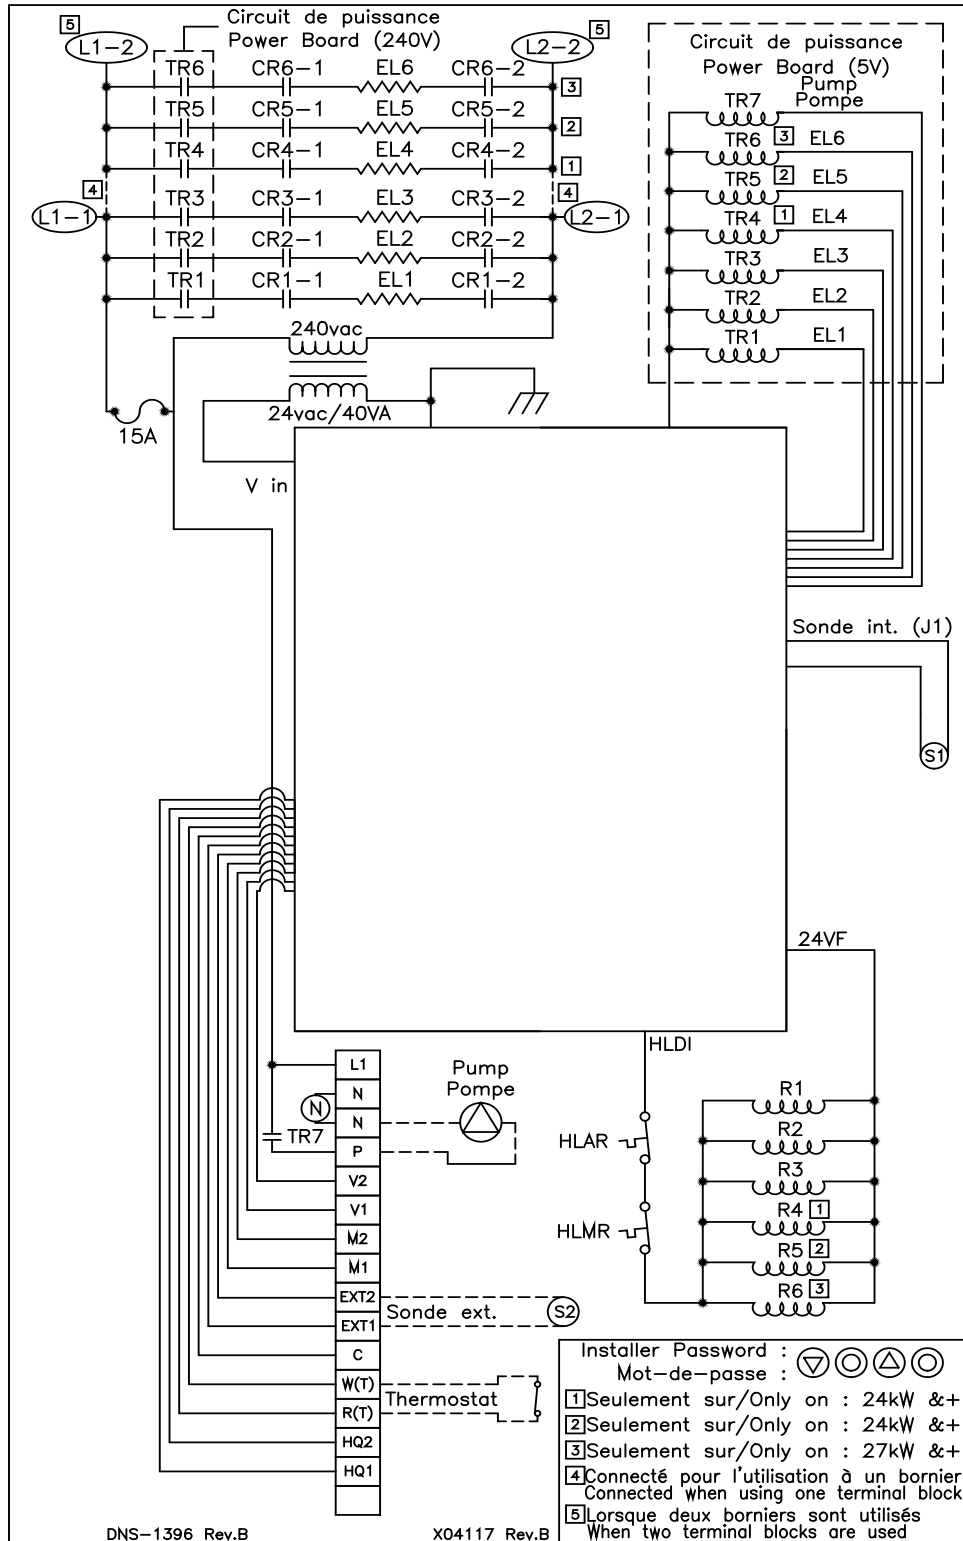 5
L1-2
Circuit de puissance
Power Board (240V)
L2-2
5
TR6 CR6-1 EL6 CR6-2 3
TR5 CR5-1 EL5 CR5-2 2
TR4 CR4-1 EL4 CR4-2 1
4 4
L1-1 TR3 CR3-1 EL3 CR3-2 L2-1
TR2 CR2-1 EL2 CR2-2
TR1 CR1-1 EL1 CR1-2
240vac
24vac/40VA
15A
V in
Circuit de puissance
Power Board (5V)
Pump
Pompe
TR7
TR6 3 EL6
TR5 2 EL5
TR4 1 EL4
TR3 EL3
TR2 EL2
TR1 EL1
Sonde int. (J1)
S1
24VF
HLDI
HLAR
HLMR
R1
R2
R3
R4 1
R5 2
R6 3
L1
N
N
N
TR7
P
Pump
Pompe
V2
V1
M2
M1
EXT2
Sonde ext. S2
EXT1
C
W(T)
Thermostat
R(T)
HQ2
HQ1
Installer Password :
Mot-de-passe :
1 Seulement sur/Only on : 24kW &+
2 Seulement sur/Only on : 24kW &+
3 Seulement sur/Only on : 27kW &+
4 Connecté pour l'utilisation à un bornier
Connected when using one terminal block
5 Lorsque deux borniers sont utilisés
When two terminal blocks are used
DNS-1396 Rev.B X04117 Rev.B